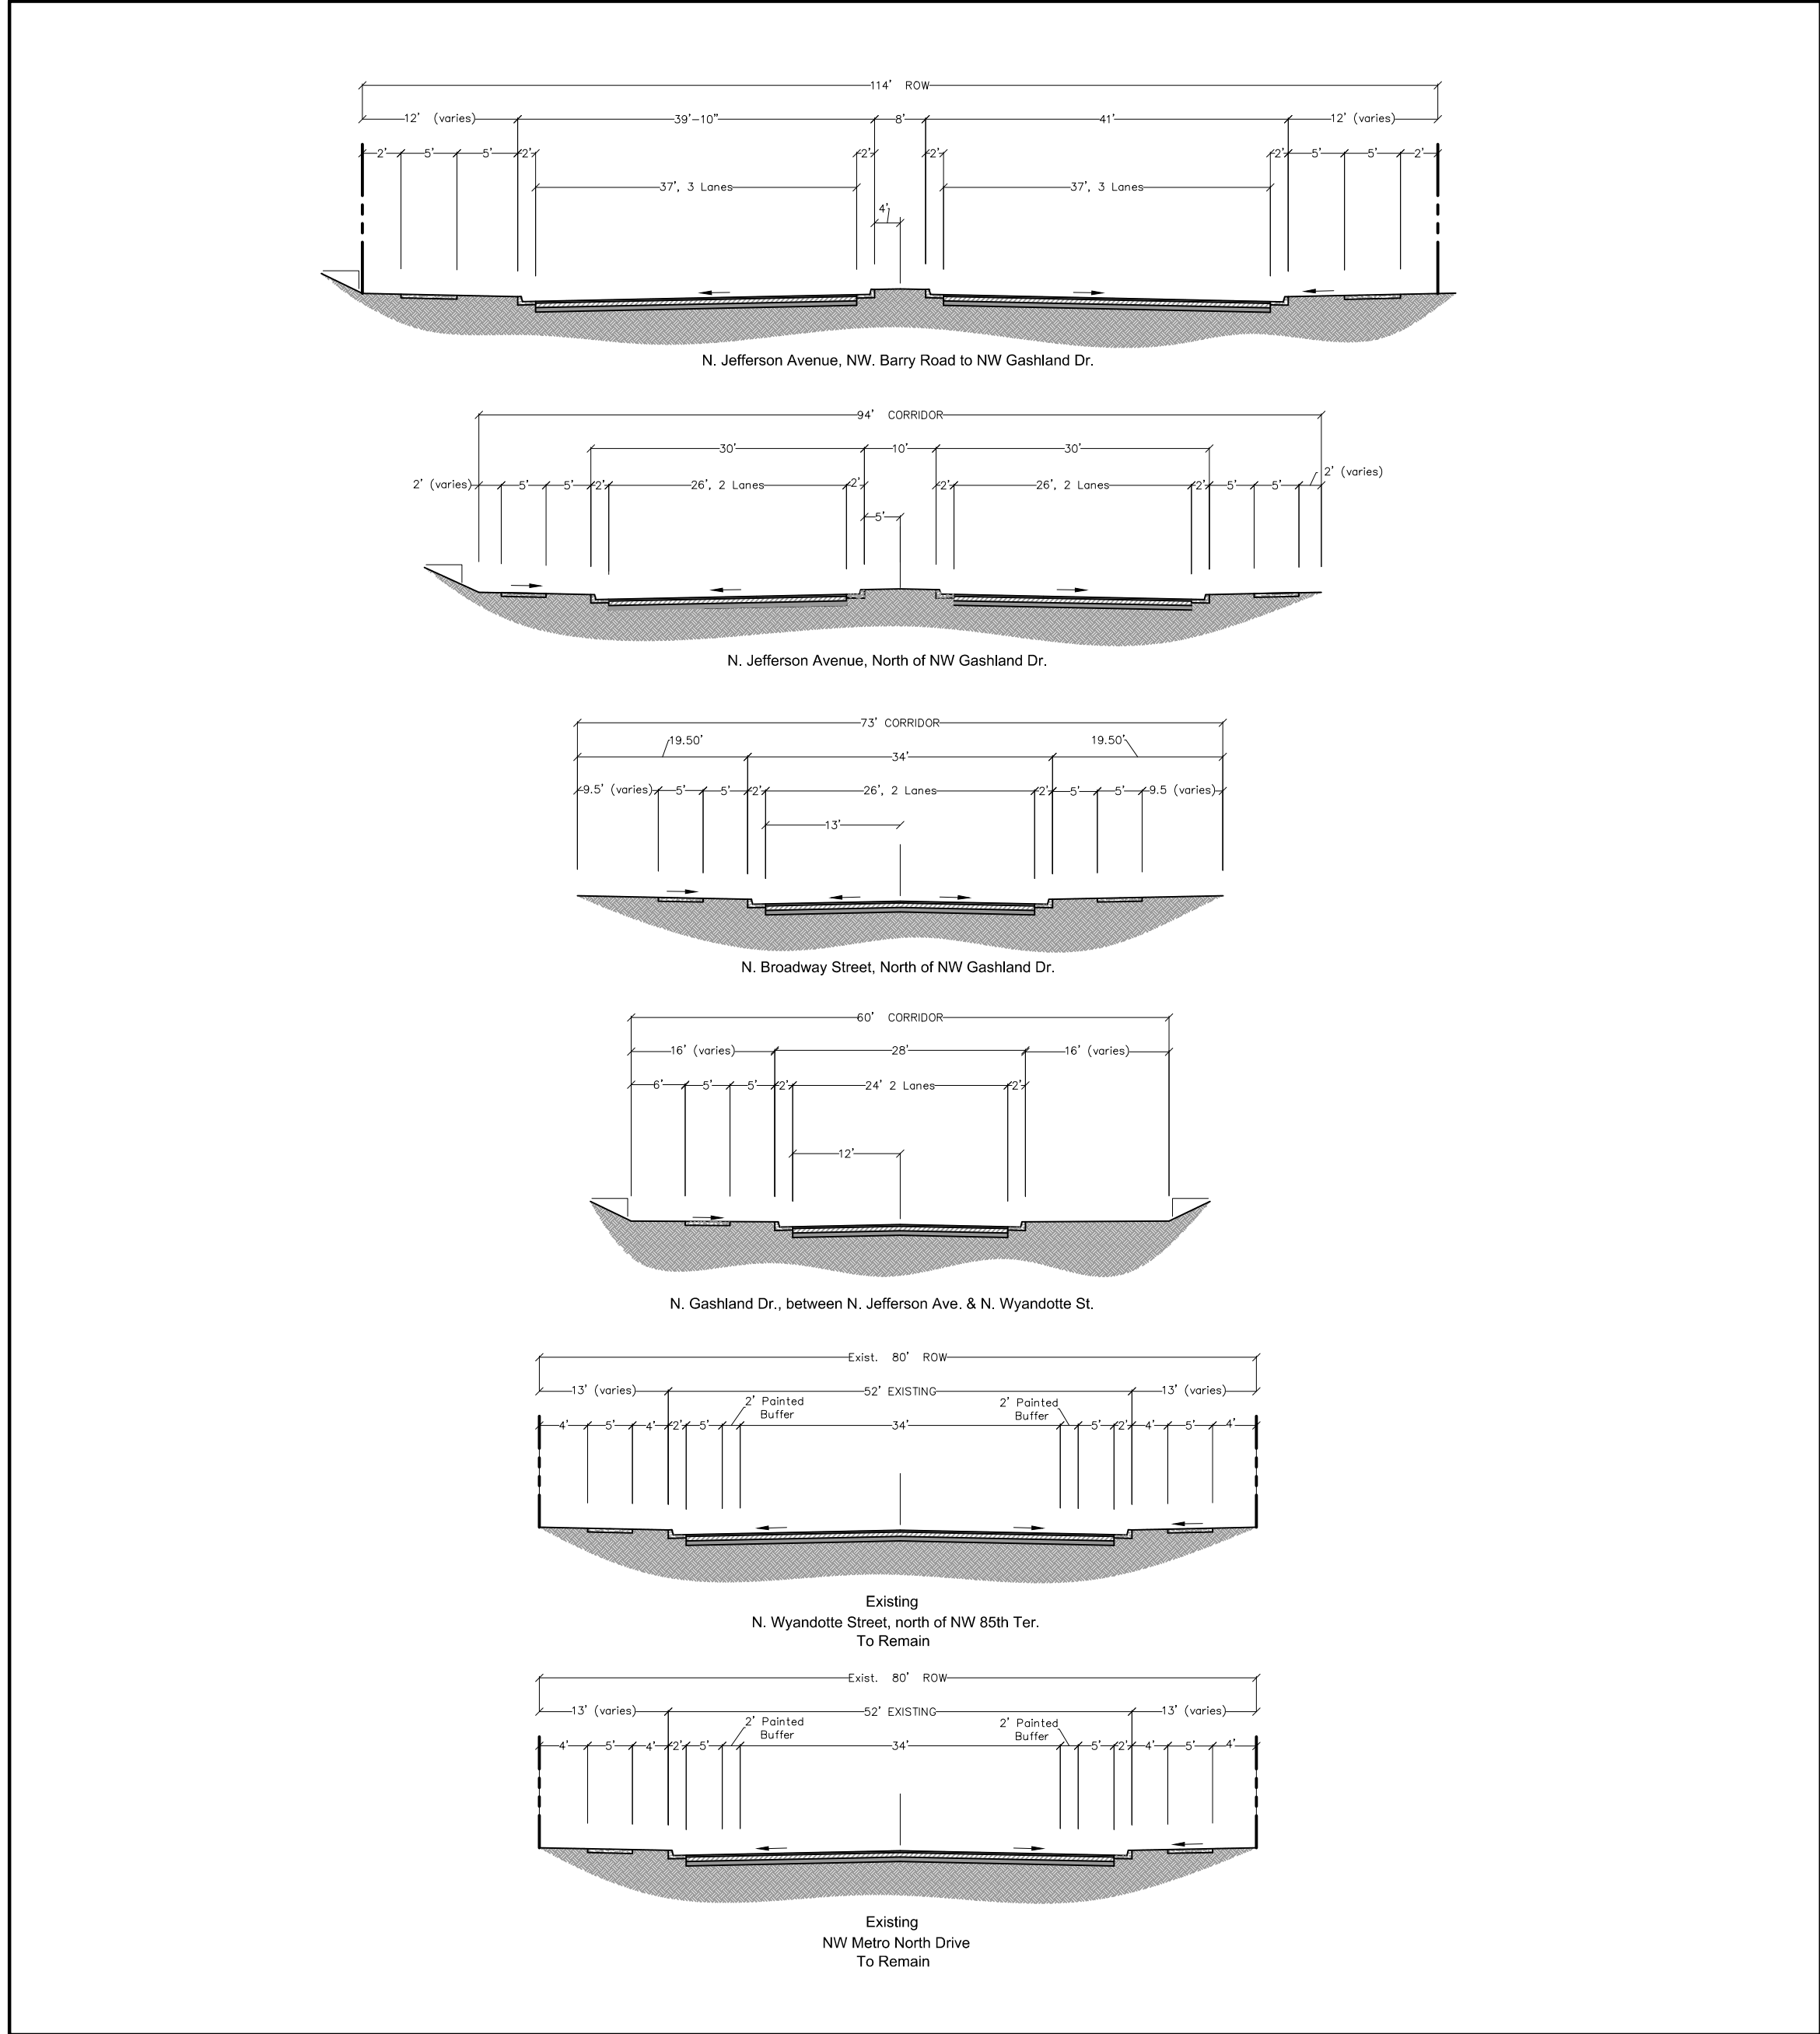 114' ROW
12' (varies) 39'-10" 8' 41' 12' (varies)
2' 5' 5' 2' 2' 2' 2' 5' 5' 2'
37', 3 Lanes 37', 3 Lanes
4'
N. Jefferson Avenue, NW. Barry Road to NW Gashland Dr.
94' CORRIDOR
30' 10' 30'
2' (varies) 5' 5' 2' 26', 2 Lanes 2' 2' 26', 2 Lanes 2' 5' 5' 2' (varies)
5'
N. Jefferson Avenue, North of NW Gashland Dr.
73' CORRIDOR
19.50' 19.50'
34'
9.5' (varies) 5' 5' 2' 26', 2 Lanes 2' 5' 5' 9.5 (varies)
13'
N. Broadway Street, North of NW Gashland Dr.
60' CORRIDOR
16' (varies) 28' 16' (varies)
6' 5' 5' 2' 24' 2 Lanes 2'
12'
N. Gashland Dr., between N. Jefferson Ave. & N. Wyandotte St.
Exist. 80' ROW
13' (varies) 52' EXISTING 13' (varies)
2' Painted 2' Painted
Buffer Buffer
4' 5' 4' 2' 5' 34' 5' 2' 4' 5' 4'
Existing
N. Wyandotte Street, north of NW 85th Ter.
To Remain
Exist. 80' ROW
13' (varies) 52' EXISTING 13' (varies)
2' Painted 2' Painted
Buffer Buffer
4' 5' 4' 2' 5' 34' 5' 2' 4' 5' 4'
Existing
NW Metro North Drive
To Remain